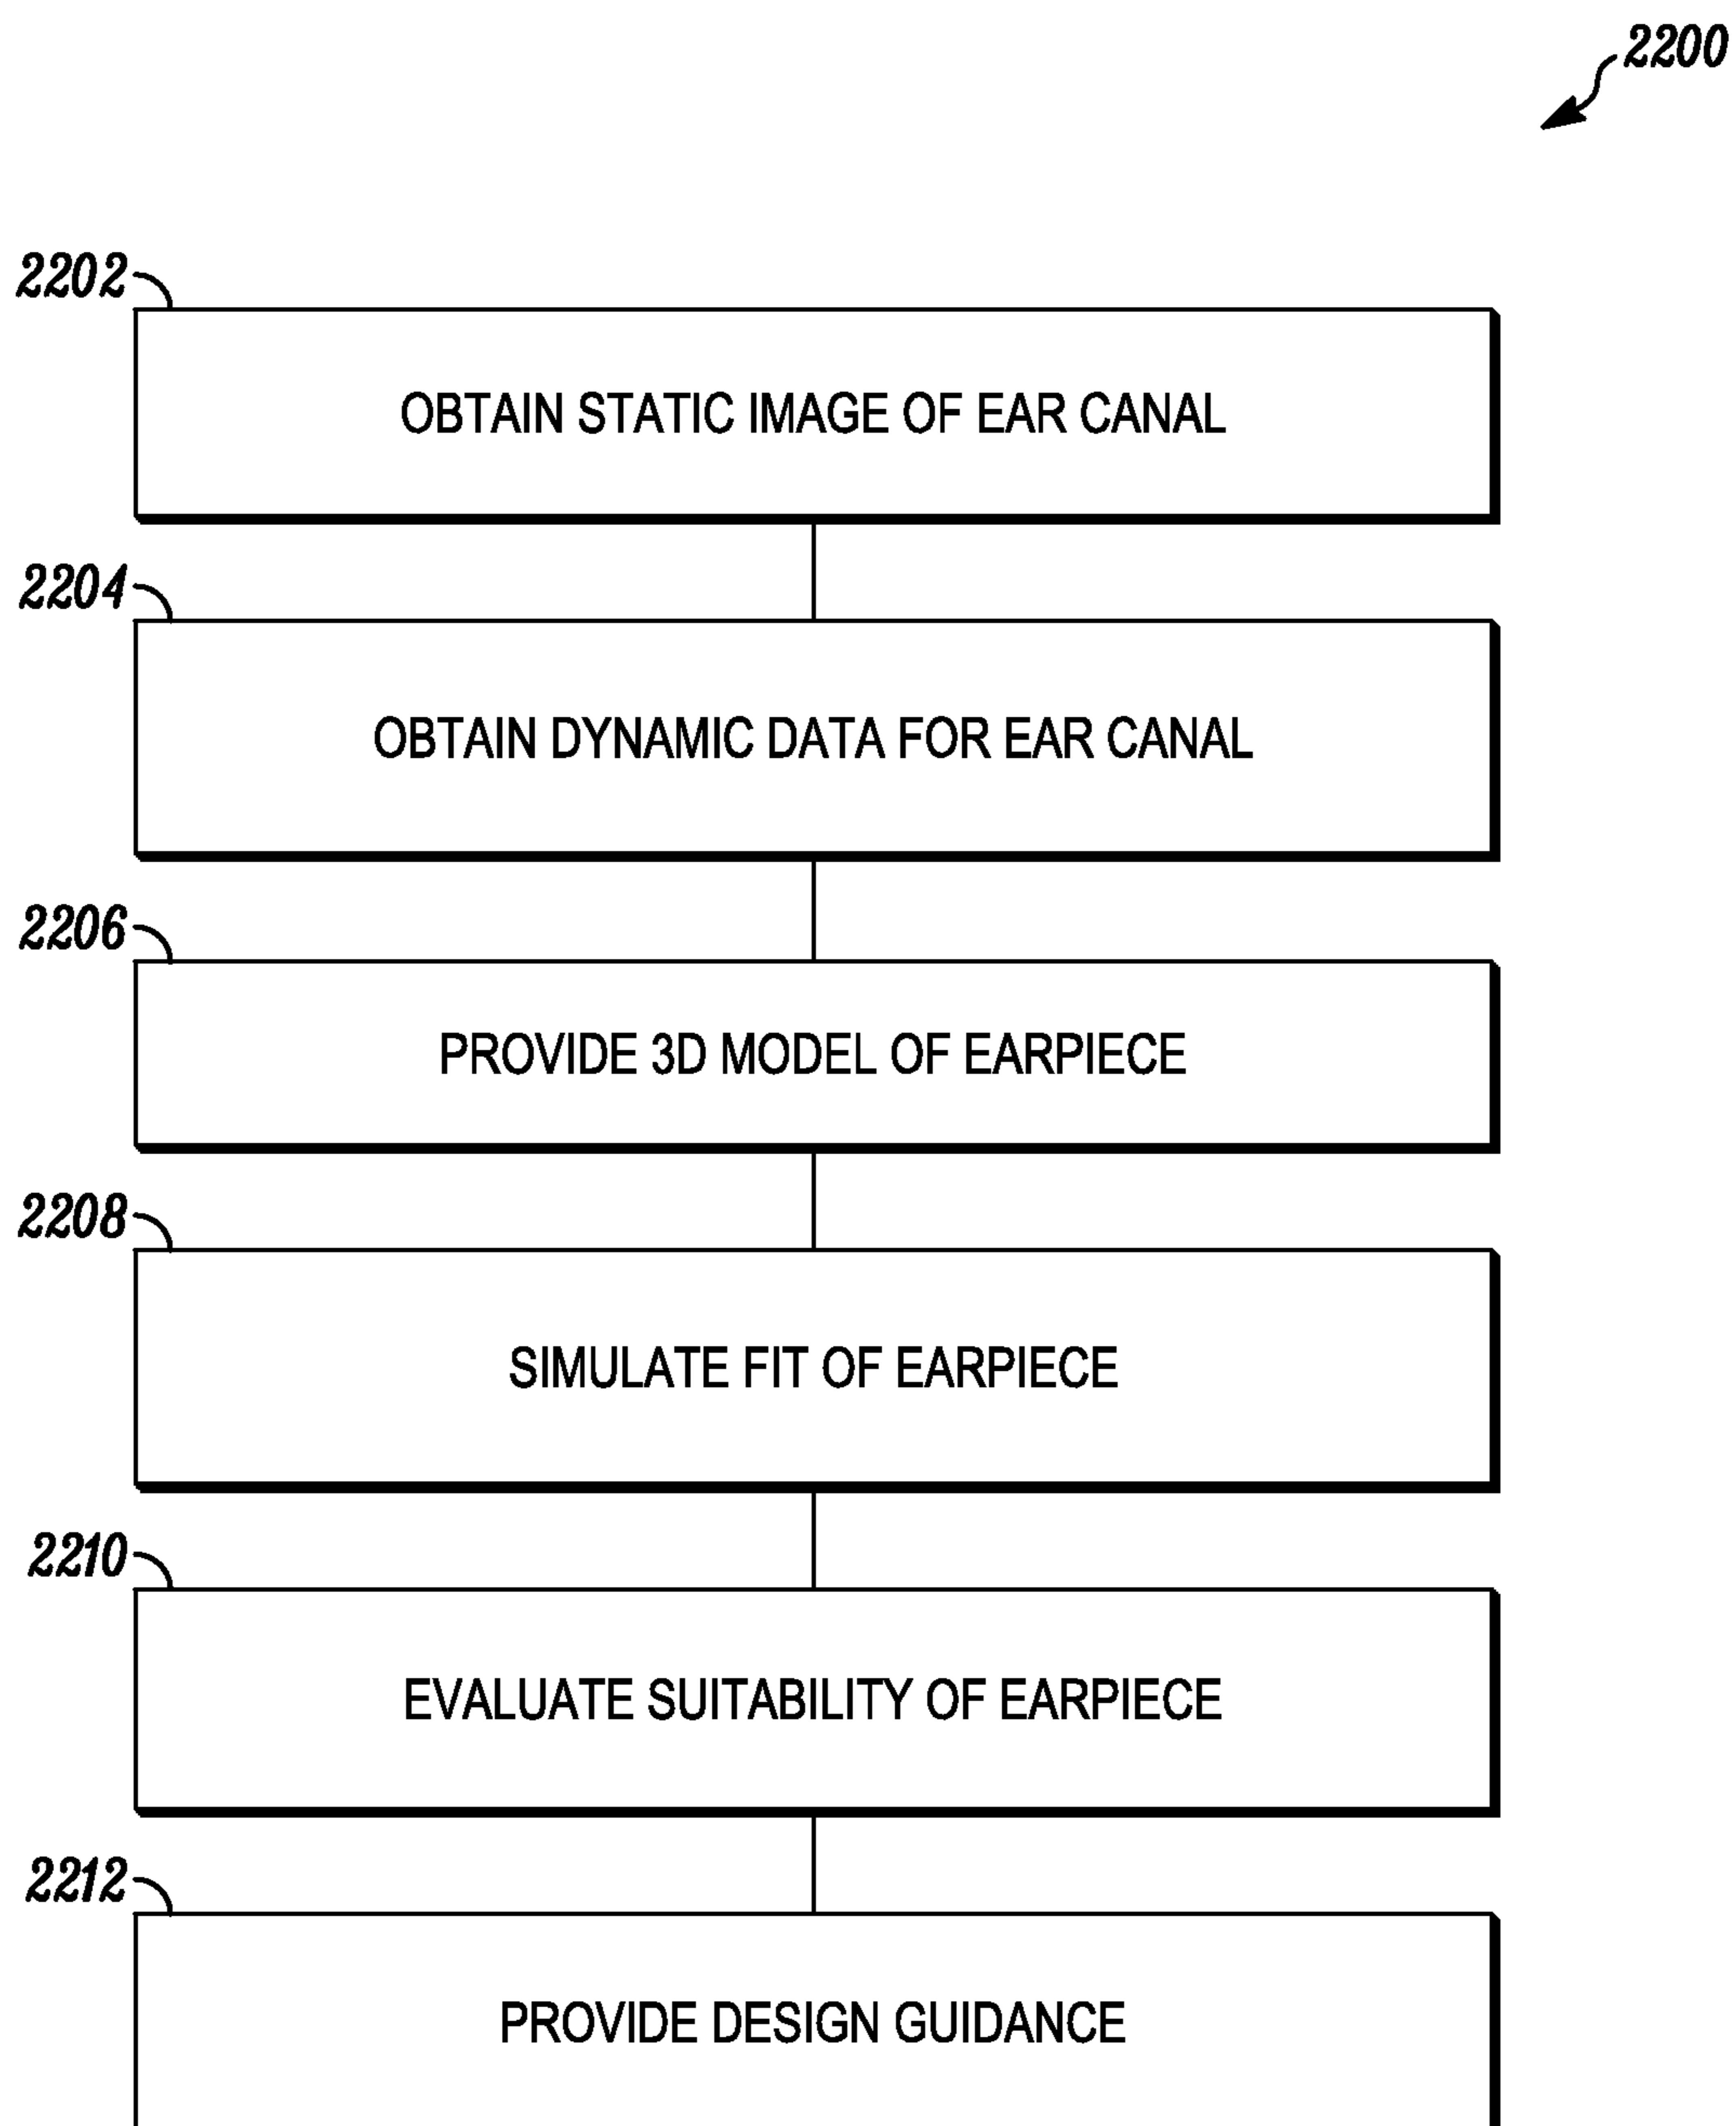 2200
2202
OBTAIN STATIC IMAGE OF EAR CANAL
2204
OBTAIN DYNAMIC DATA FOR EAR CANAL
2206
PROVIDE 3D MODEL OF EARPIECE
2208
SIMULATE FIT OF EARPIECE
2210
EVALUATE SUITABILITY OF EARPIECE
2212
PROVIDE DESIGN GUIDANCE